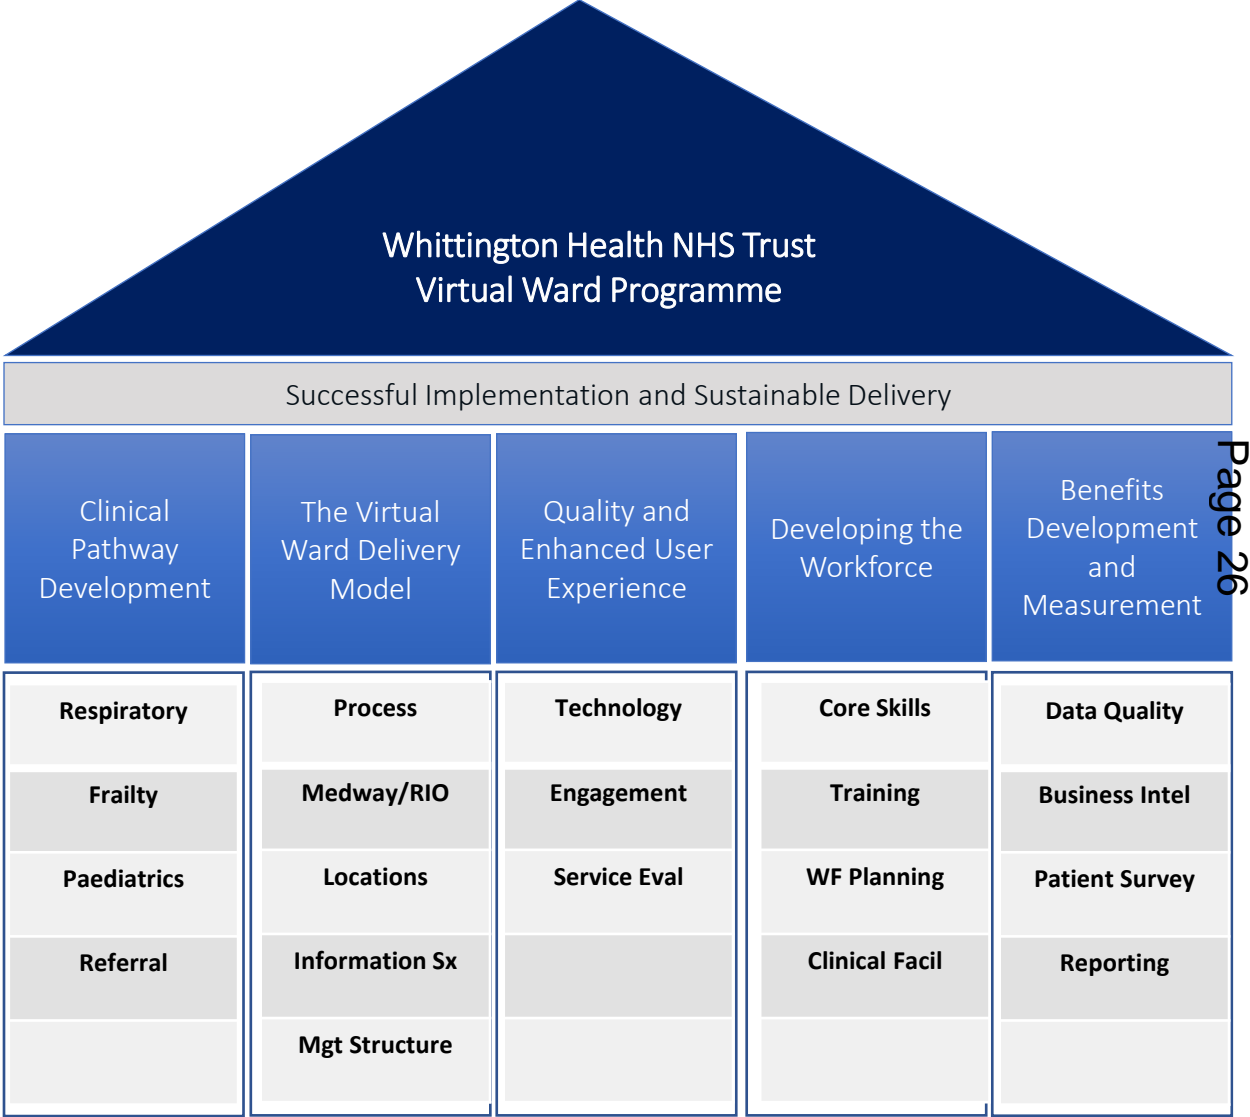 Whittington Health NHS Trust
Virtual Ward Programme
Successful Implementation and Sustainable Delivery
Clinical
Pathway
Development
The Virtual
Ward Delivery
Model
Quality and
Enhanced User
Experience
Developing the
Workforce
Benefits
Development
and
Measurement
Page 26
Respiratory
Frailty
Paediatrics
Referral
Process
Medway/RIO
Locations
Information Sx
Mgt Structure
Technology
Engagement
Service Eval
Core Skills
Training
WF Planning
Clinical Facil
Data Quality
Business Intel
Patient Survey
Reporting